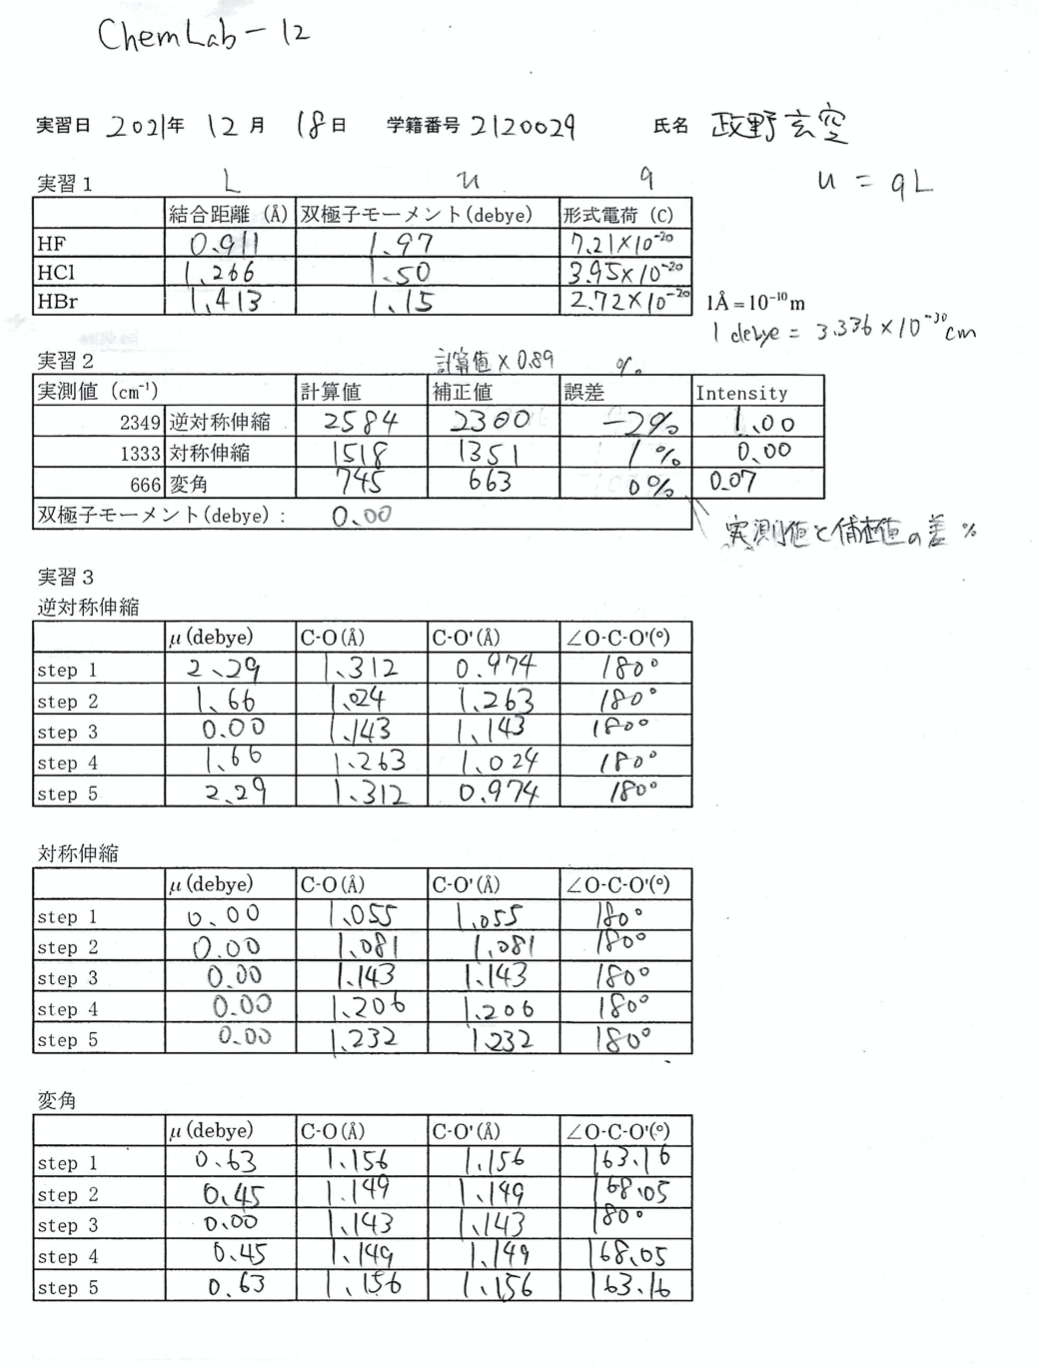 ChemLab-12
実習日 2021年 12月 18日 学籍番号 2120029 氏名 政野玄空
実習1 L u q u = qL
結合距離 (Å) 双極子モーメント(debye) 形式電荷 (C)
HF 0.911 1.97 7.21×10⁻²⁰
HCl 1.266 1.50 3.95×10⁻²⁰
HBr 1.413 1.15 2.72×10⁻²⁰
1Å=10⁻¹⁰m
1 debye = 3.336×10⁻³⁰cm
実習2 計算値×0.89 %
実測値 (cm⁻¹) 計算値 補正値 誤差 Intensity
2349 逆対称伸縮 2584 2300 -2% 1.00
1333 対称伸縮 1518 1351 1% 0.00
666 変角 745 663 0% 0.07
双極子モーメント(debye): 0.00
実測値と補正値の差 %
実習3
逆対称伸縮
μ(debye) C-O(Å) C-O'(Å) ∠O-C-O'(°)
step 1 2.29 1.312 0.974 180°
step 2 1.66 1.024 1.263 180°
step 3 0.00 1.143 1.143 180°
step 4 1.66 1.263 1.024 180°
step 5 2.29 1.312 0.974 180°
対称伸縮
μ(debye) C-O(Å) C-O'(Å) ∠O-C-O'(°)
step 1 0.00 1.055 1.055 180°
step 2 0.00 1.081 1.081 180°
step 3 0.00 1.143 1.143 180°
step 4 0.00 1.206 1.206 180°
step 5 0.00 1.232 1.232 180°
変角
μ(debye) C-O(Å) C-O'(Å) ∠O-C-O'(°)
step 1 0.63 1.156 1.156 163.16
step 2 0.45 1.149 1.149 168.05
step 3 0.00 1.143 1.143 180°
step 4 0.45 1.149 1.149 168.05
step 5 0.63 1.156 1.156 163.16